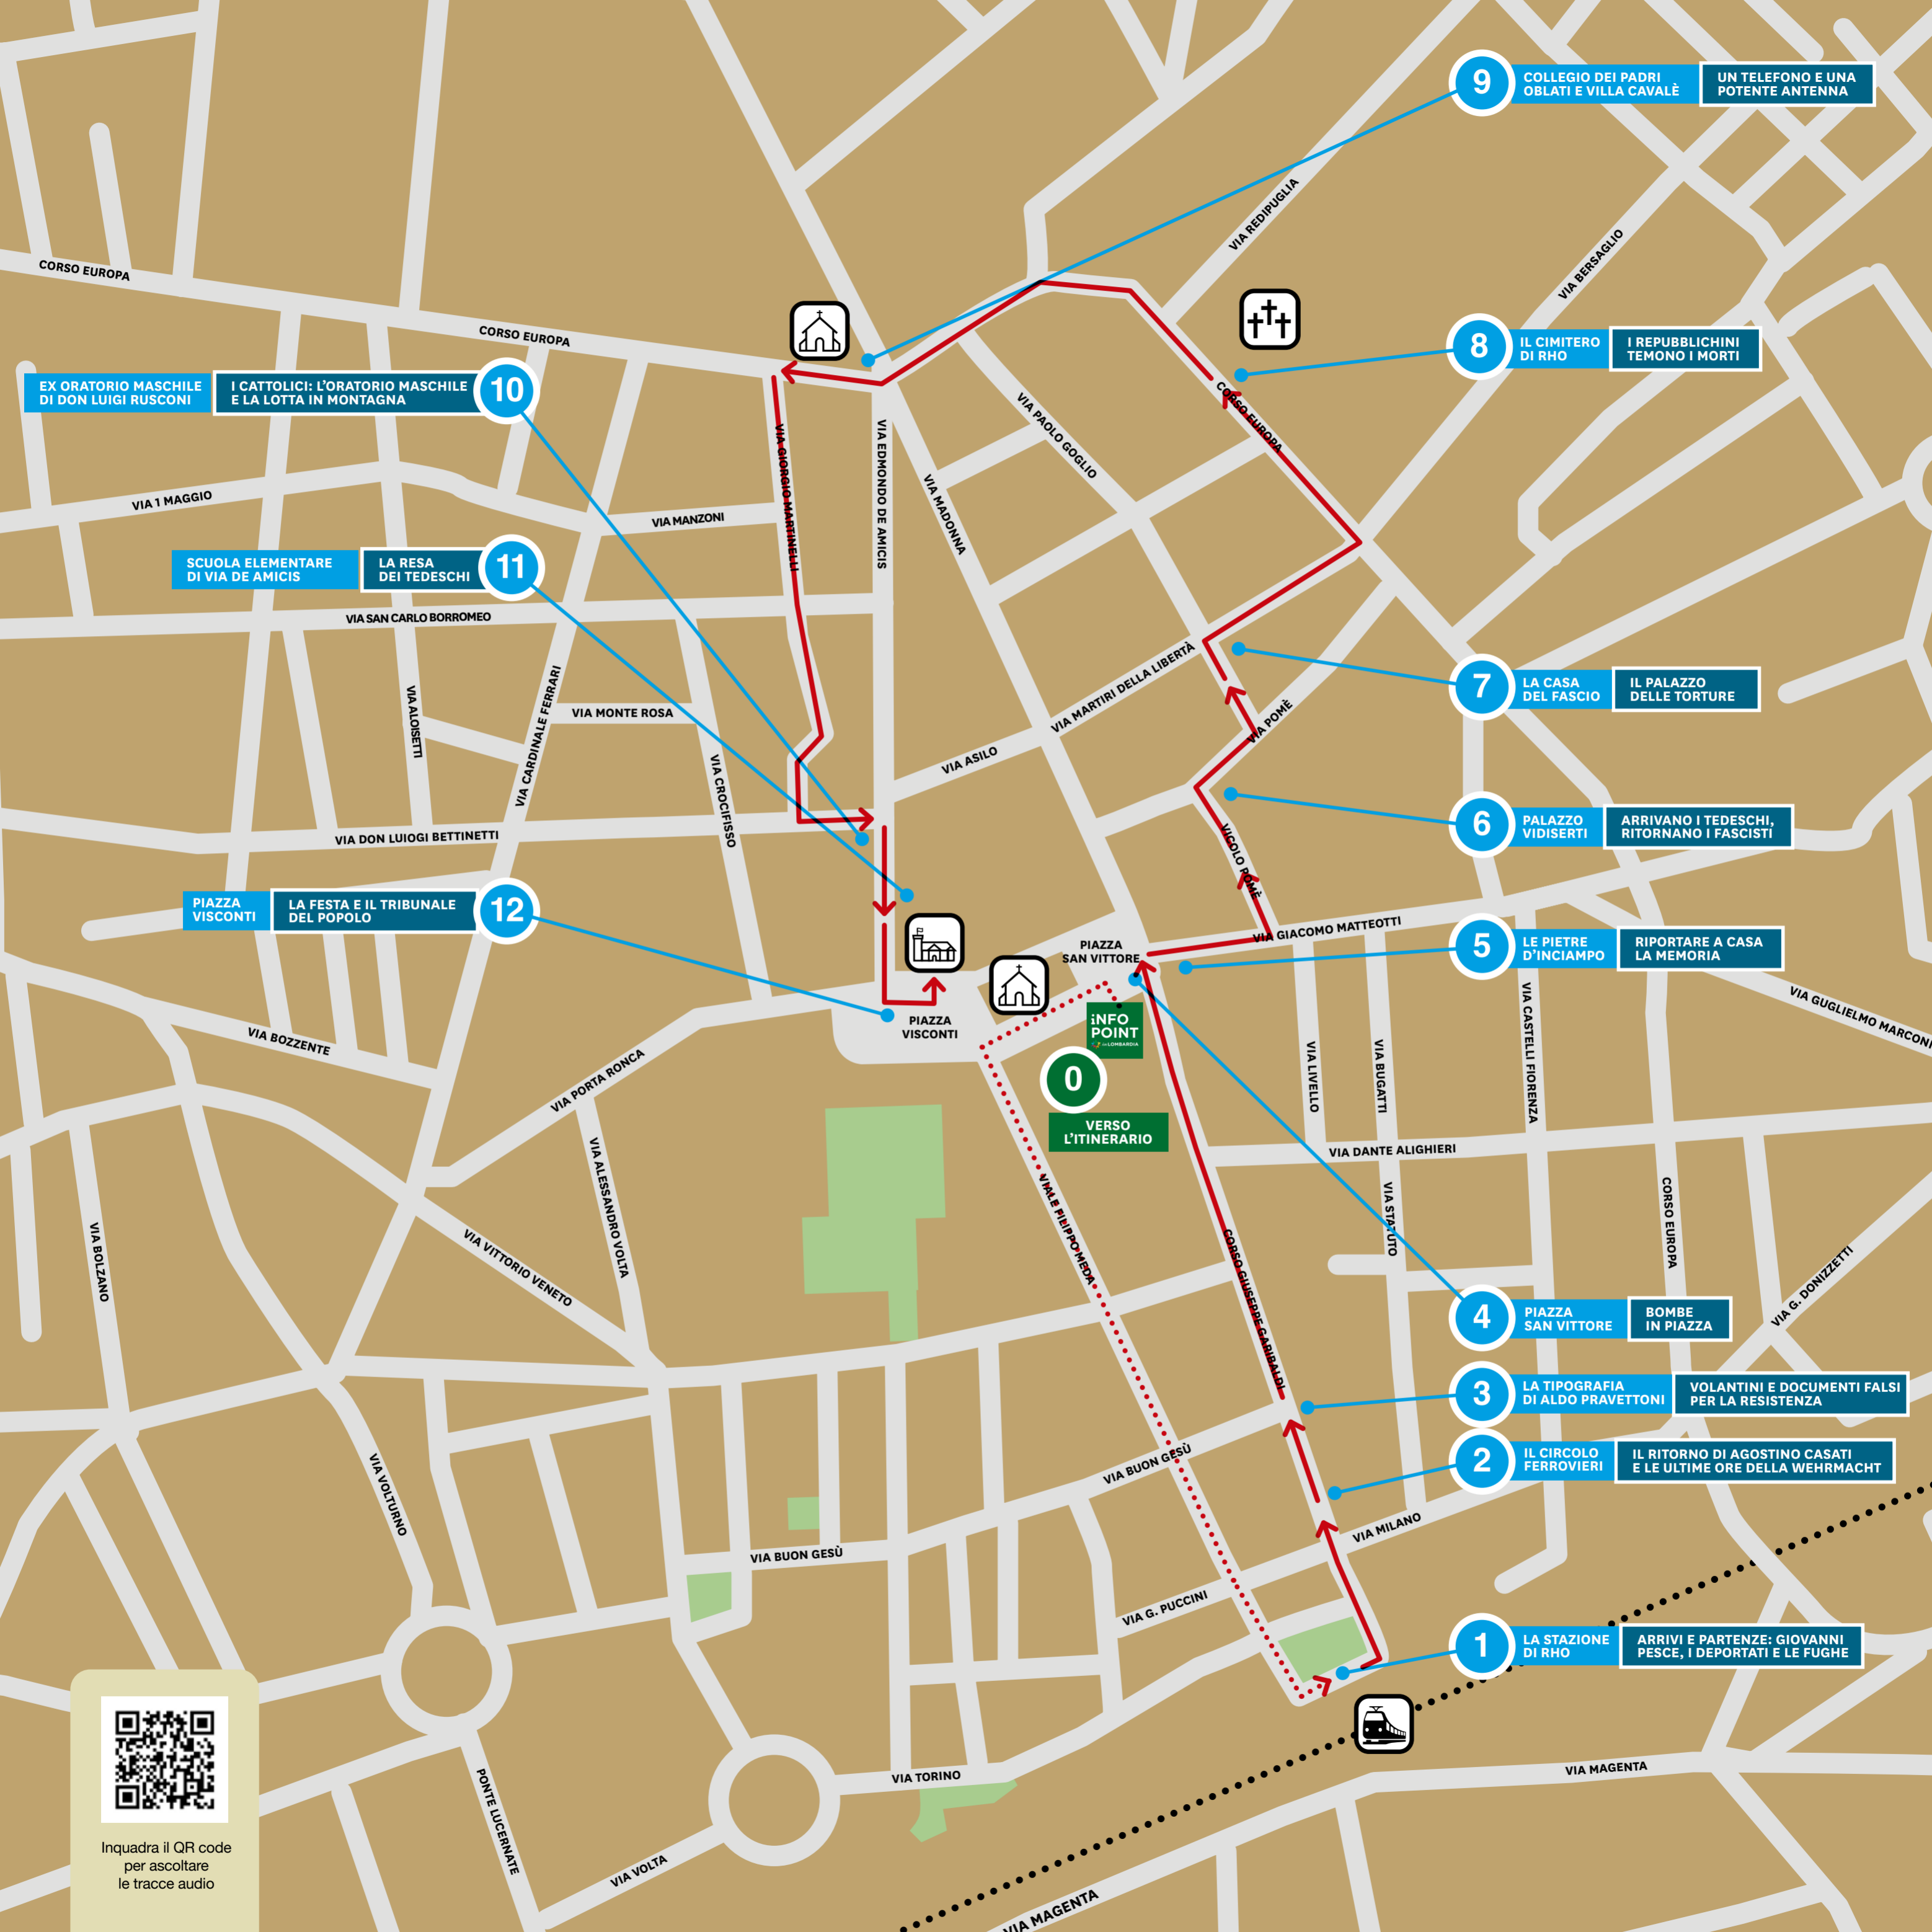 9
COLLEGIO DEI PADRI
OBLATI E VILLA CAVALÈ
UN TELEFONO E UNA
POTENTE ANTENNA
VIA REDIPUGLIA
VIA BERSAGLIO
CORSO EUROPA
CORSO EUROPA
8
IL CIMITERO
DI RHO
I REPUBBLICHINI
TEMONO I MORTI
EX ORATORIO MASCHILE
DI DON LUIGI RUSCONI
I CATTOLICI: L'ORATORIO MASCHILE
E LA LOTTA IN MONTAGNA
10
VIA PAOLO GOGLIO
CORSO EUROPA
VIA GIORGIO MARTINELLI
VIA EDMONDO DE AMICIS
VIA MADONNA
VIA 1 MAGGIO
VIA MANZONI
SCUOLA ELEMENTARE
DI VIA DE AMICIS
LA RESA
DEI TEDESCHI
11
VIA SAN CARLO BORROMEO
VIA MARTIRI DELLA LIBERTÀ
7
LA CASA
DEL FASCIO
IL PALAZZO
DELLE TORTURE
VIA ALOISETTI
VIA CARDINALE FERRARI
VIA MONTE ROSA
VIA POMÈ
VIA ASILO
VIA CROCIFISSO
6
PALAZZO
VIDISERTI
ARRIVANO I TEDESCHI,
RITORNANO I FASCISTI
VIA DON LUIOGI BETTINETTI
VICOLO POMÈ
PIAZZA
VISCONTI
LA FESTA E IL TRIBUNALE
DEL POPOLO
12
VIA GIACOMO MATTEOTTI
PIAZZA
SAN VITTORE
5
LE PIETRE
D'INCIAMPO
RIPORTARE A CASA
LA MEMORIA
VIA GUGLIELMO MARCONI
PIAZZA
VISCONTI
iNFO
POINT
inLOMBARDIA
0
VERSO
L'ITINERARIO
VIA BOZZENTE
VIA PORTA RONCA
VIA LIVELLO
VIA BUGATTI
VIA CASTELLI FIORENZA
VIA DANTE ALIGHIERI
VIA ALESSANDRO VOLTA
VIALE FILIPPO MEDA
VIA STATUTO
CORSO EUROPA
VIA BOLZANO
VIA VITTORIO VENETO
CORSO GIUSEPPE GARIBALDI
VIA G. DONIZZETTI
4
PIAZZA
SAN VITTORE
BOMBE
IN PIAZZA
3
LA TIPOGRAFIA
DI ALDO PRAVETTONI
VOLANTINI E DOCUMENTI FALSI
PER LA RESISTENZA
2
IL CIRCOLO
FERROVIERI
IL RITORNO DI AGOSTINO CASATI
E LE ULTIME ORE DELLA WEHRMACHT
VIA BUON GESÙ
VIA VOLTURNO
VIA MILANO
VIA BUON GESÙ
VIA G. PUCCINI
1
LA STAZIONE
DI RHO
ARRIVI E PARTENZE: GIOVANNI
PESCE, I DEPORTATI E LE FUGHE
VIA TORINO
VIA MAGENTA
PONTE LUCERNATE
VIA VOLTA
VIA MAGENTA
Inquadra il QR code
per ascoltare
le tracce audio